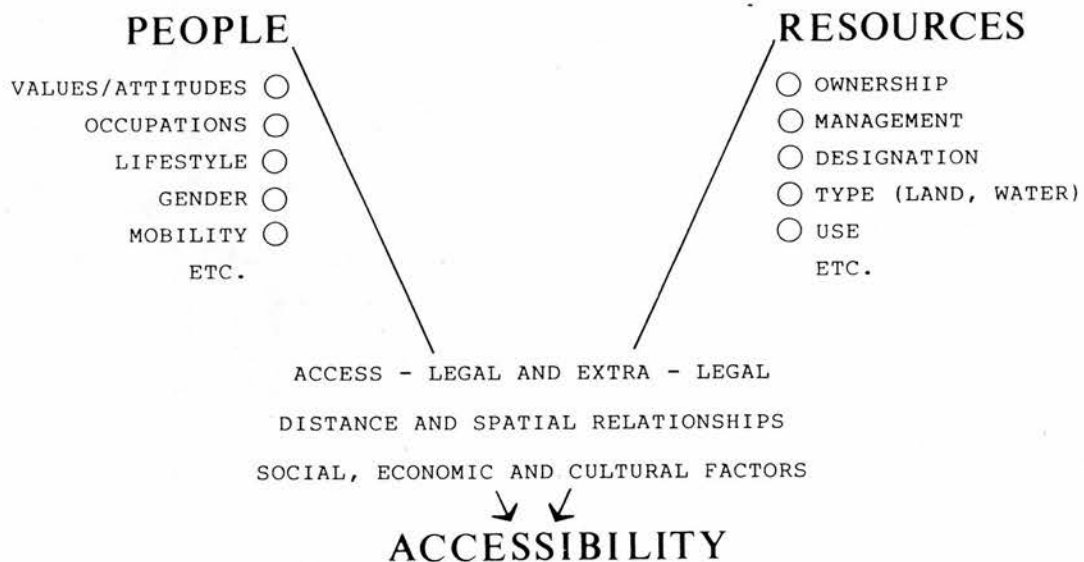 PEOPLE
VALUES/ATTITUDES
OCCUPATIONS
LIFESTYLE
GENDER
MOBILITY
ETC.
RESOURCES
OWNERSHIP
MANAGEMENT
DESIGNATION
TYPE (LAND, WATER)
USE
ETC.
ACCESS - LEGAL AND EXTRA - LEGAL
DISTANCE AND SPATIAL RELATIONSHIPS
SOCIAL, ECONOMIC AND CULTURAL FACTORS
ACCESSIBILITY